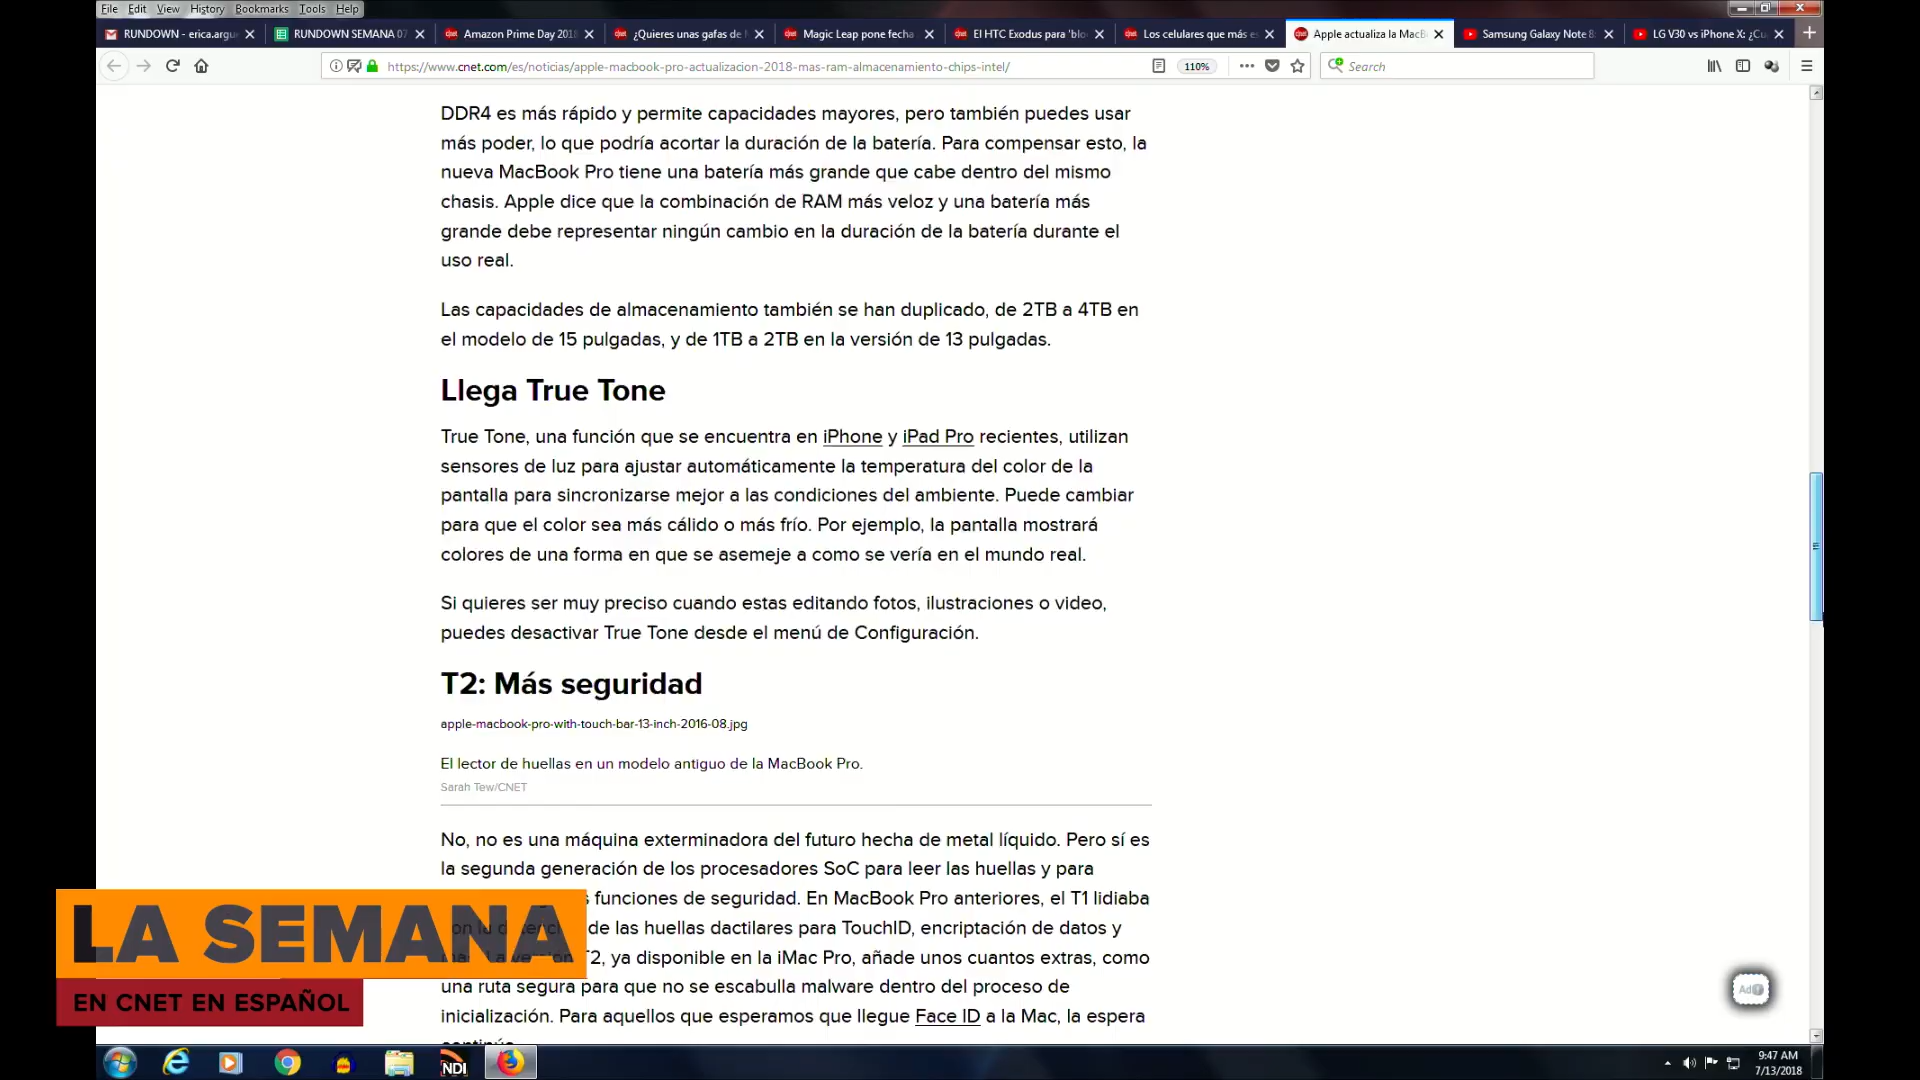 File Edit View History Bookmarks Tools Help
RUNDOWN - erica.argu
RUNDOWN SEMANA 07
Amazon Prime Day 2018
¿Quieres unas gafas de
Magic Leap pone fecha
El HTC Exodus para 'blo
Los celulares que más e
Apple actualiza la MacB
Samsung Galaxy Note 8
LG V30 vs iPhone X: ¿Cu
https://www.cnet.com/es/noticias/apple-macbook-pro-actualizacion-2018-mas-ram-almacenamiento-chips-intel/
110%
Search
DDR4 es más rápido y permite capacidades mayores, pero también puedes usar
más poder, lo que podría acortar la duración de la batería. Para compensar esto, la
nueva MacBook Pro tiene una batería más grande que cabe dentro del mismo
chasis. Apple dice que la combinación de RAM más veloz y una batería más
grande debe representar ningún cambio en la duración de la batería durante el
uso real.
Las capacidades de almacenamiento también se han duplicado, de 2TB a 4TB en
el modelo de 15 pulgadas, y de 1TB a 2TB en la versión de 13 pulgadas.
Llega True Tone
True Tone, una función que se encuentra en iPhone y iPad Pro recientes, utilizan
sensores de luz para ajustar automáticamente la temperatura del color de la
pantalla para sincronizarse mejor a las condiciones del ambiente. Puede cambiar
para que el color sea más cálido o más frío. Por ejemplo, la pantalla mostrará
colores de una forma en que se asemeje a como se vería en el mundo real.
Si quieres ser muy preciso cuando estas editando fotos, ilustraciones o video,
puedes desactivar True Tone desde el menú de Configuración.
T2: Más seguridad
apple-macbook-pro-with-touch-bar-13-inch-2016-08.jpg
El lector de huellas en un modelo antiguo de la MacBook Pro.
Sarah Tew/CNET
No, no es una máquina exterminadora del futuro hecha de metal líquido. Pero sí es
la segunda generación de los procesadores SoC para leer las huellas y para
funciones de seguridad. En MacBook Pro anteriores, el T1 lidiaba
de las huellas dactilares para TouchID, encriptación de datos y
T2, ya disponible en la iMac Pro, añade unos cuantos extras, como
una ruta segura para que no se escabulla malware dentro del proceso de
inicialización. Para aquellos que esperamos que llegue Face ID a la Mac, la espera
LA SEMANA
EN CNET EN ESPAÑOL
Ad
NDI
9:47 AM
7/13/2018